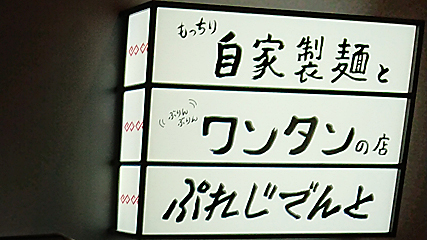 もっちり
自家製麺と
ぷりんぷりん
ワンタンの店
ぷれじでんと